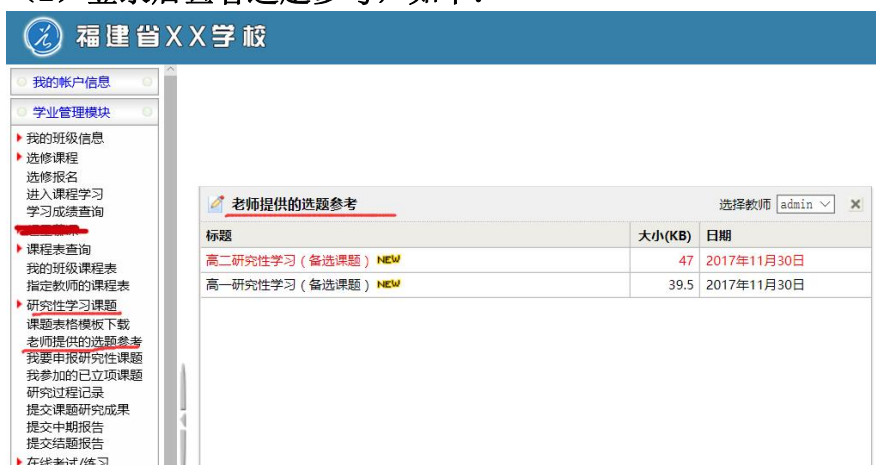 福建省XX学校
我的帐户信息
学业管理模块
我的班级信息
选修课程
选修报名
进入课程学习
学习成绩查询
课程表查询
我的班级课程表
指定教师的课程表
研究性学习课题
课题表格模板下载
老师提供的选题参考
我要申报研究性课题
我参加的已立项课题
研究过程记录
提交课题研究成果
提交中期报告
提交结题报告
在线考试/练习
老师提供的选题参考 选择教师 admin
标题 大小(KB) 日期
高二研究性学习（备选课题） NEW 47 2017年11月30日
高一研究性学习（备选课题） NEW 39.5 2017年11月30日